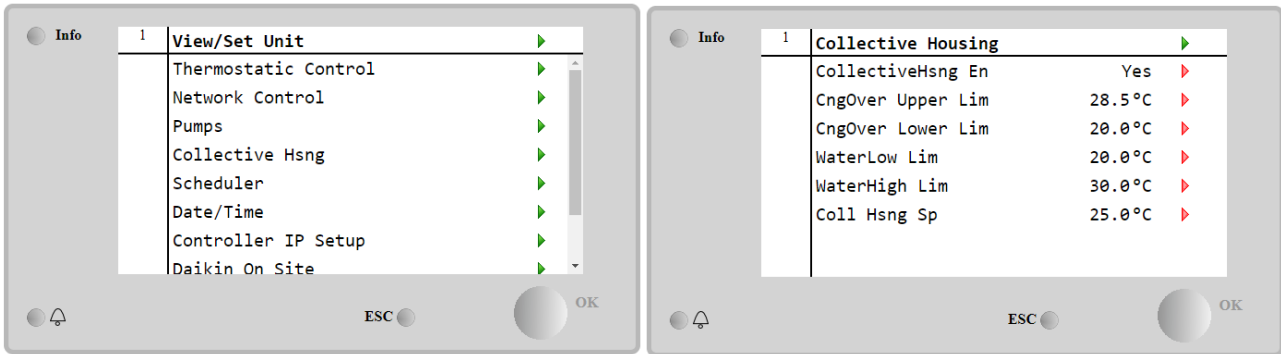 Info
1 View/Set Unit
Thermostatic Control
Network Control
Pumps
Collective Hsng
Scheduler
Date/Time
Controller IP Setup
Daikin On Site
ESC
OK
Info
1 Collective Housing
CollectiveHsng En Yes
CngOver Upper Lim 28.5°C
CngOver Lower Lim 20.0°C
WaterLow Lim 20.0°C
WaterHigh Lim 30.0°C
Coll Hsng Sp 25.0°C
ESC
OK